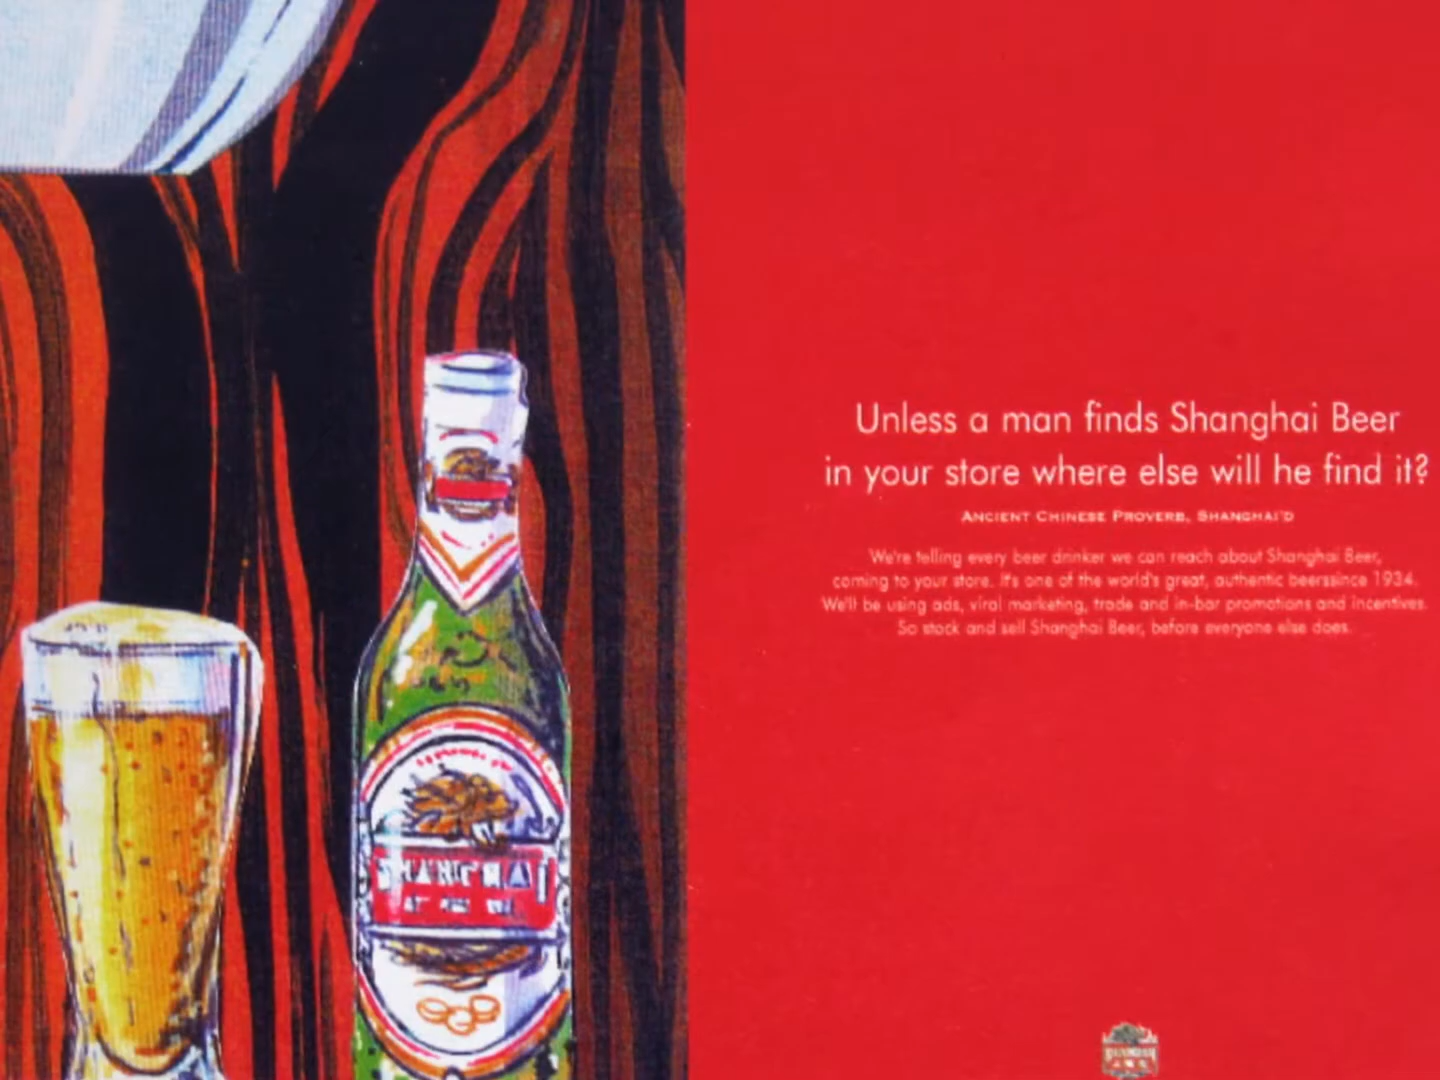 SHANGHAI
Unless a man finds Shanghai Beer
in your store where else will he find it?
ANCIENT CHINESE PROVERB, SHANGHAI'D
We're telling every beer drinker we can reach about Shanghai Beer,
coming to your store. It's one of the world's great, authentic beerssince 1934.
We'll be using ads, viral marketing, trade and in-bar promotions and incentives.
So stock and sell Shanghai Beer, before everyone else does.